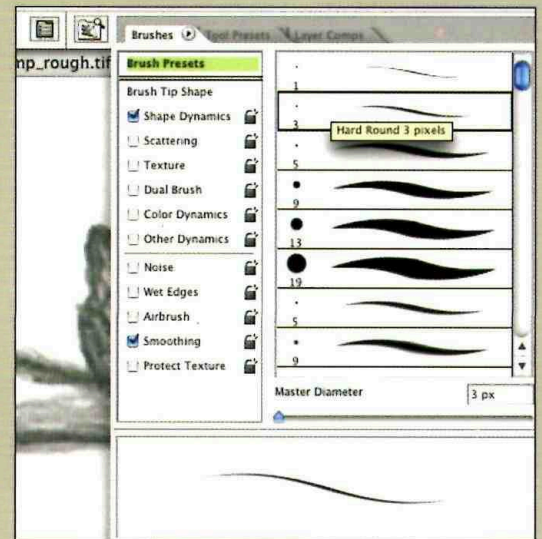 Brushes Tool Presets Layer Comps
mp_rough.tif
Brush Presets
Brush Tip Shape
Shape Dynamics
Scattering
Texture
Dual Brush
Color Dynamics
Other Dynamics
Noise
Wet Edges
Airbrush
Smoothing
Protect Texture
1
3
Hard Round 3 pixels
5
9
13
19
5
9
Master Diameter 3 px